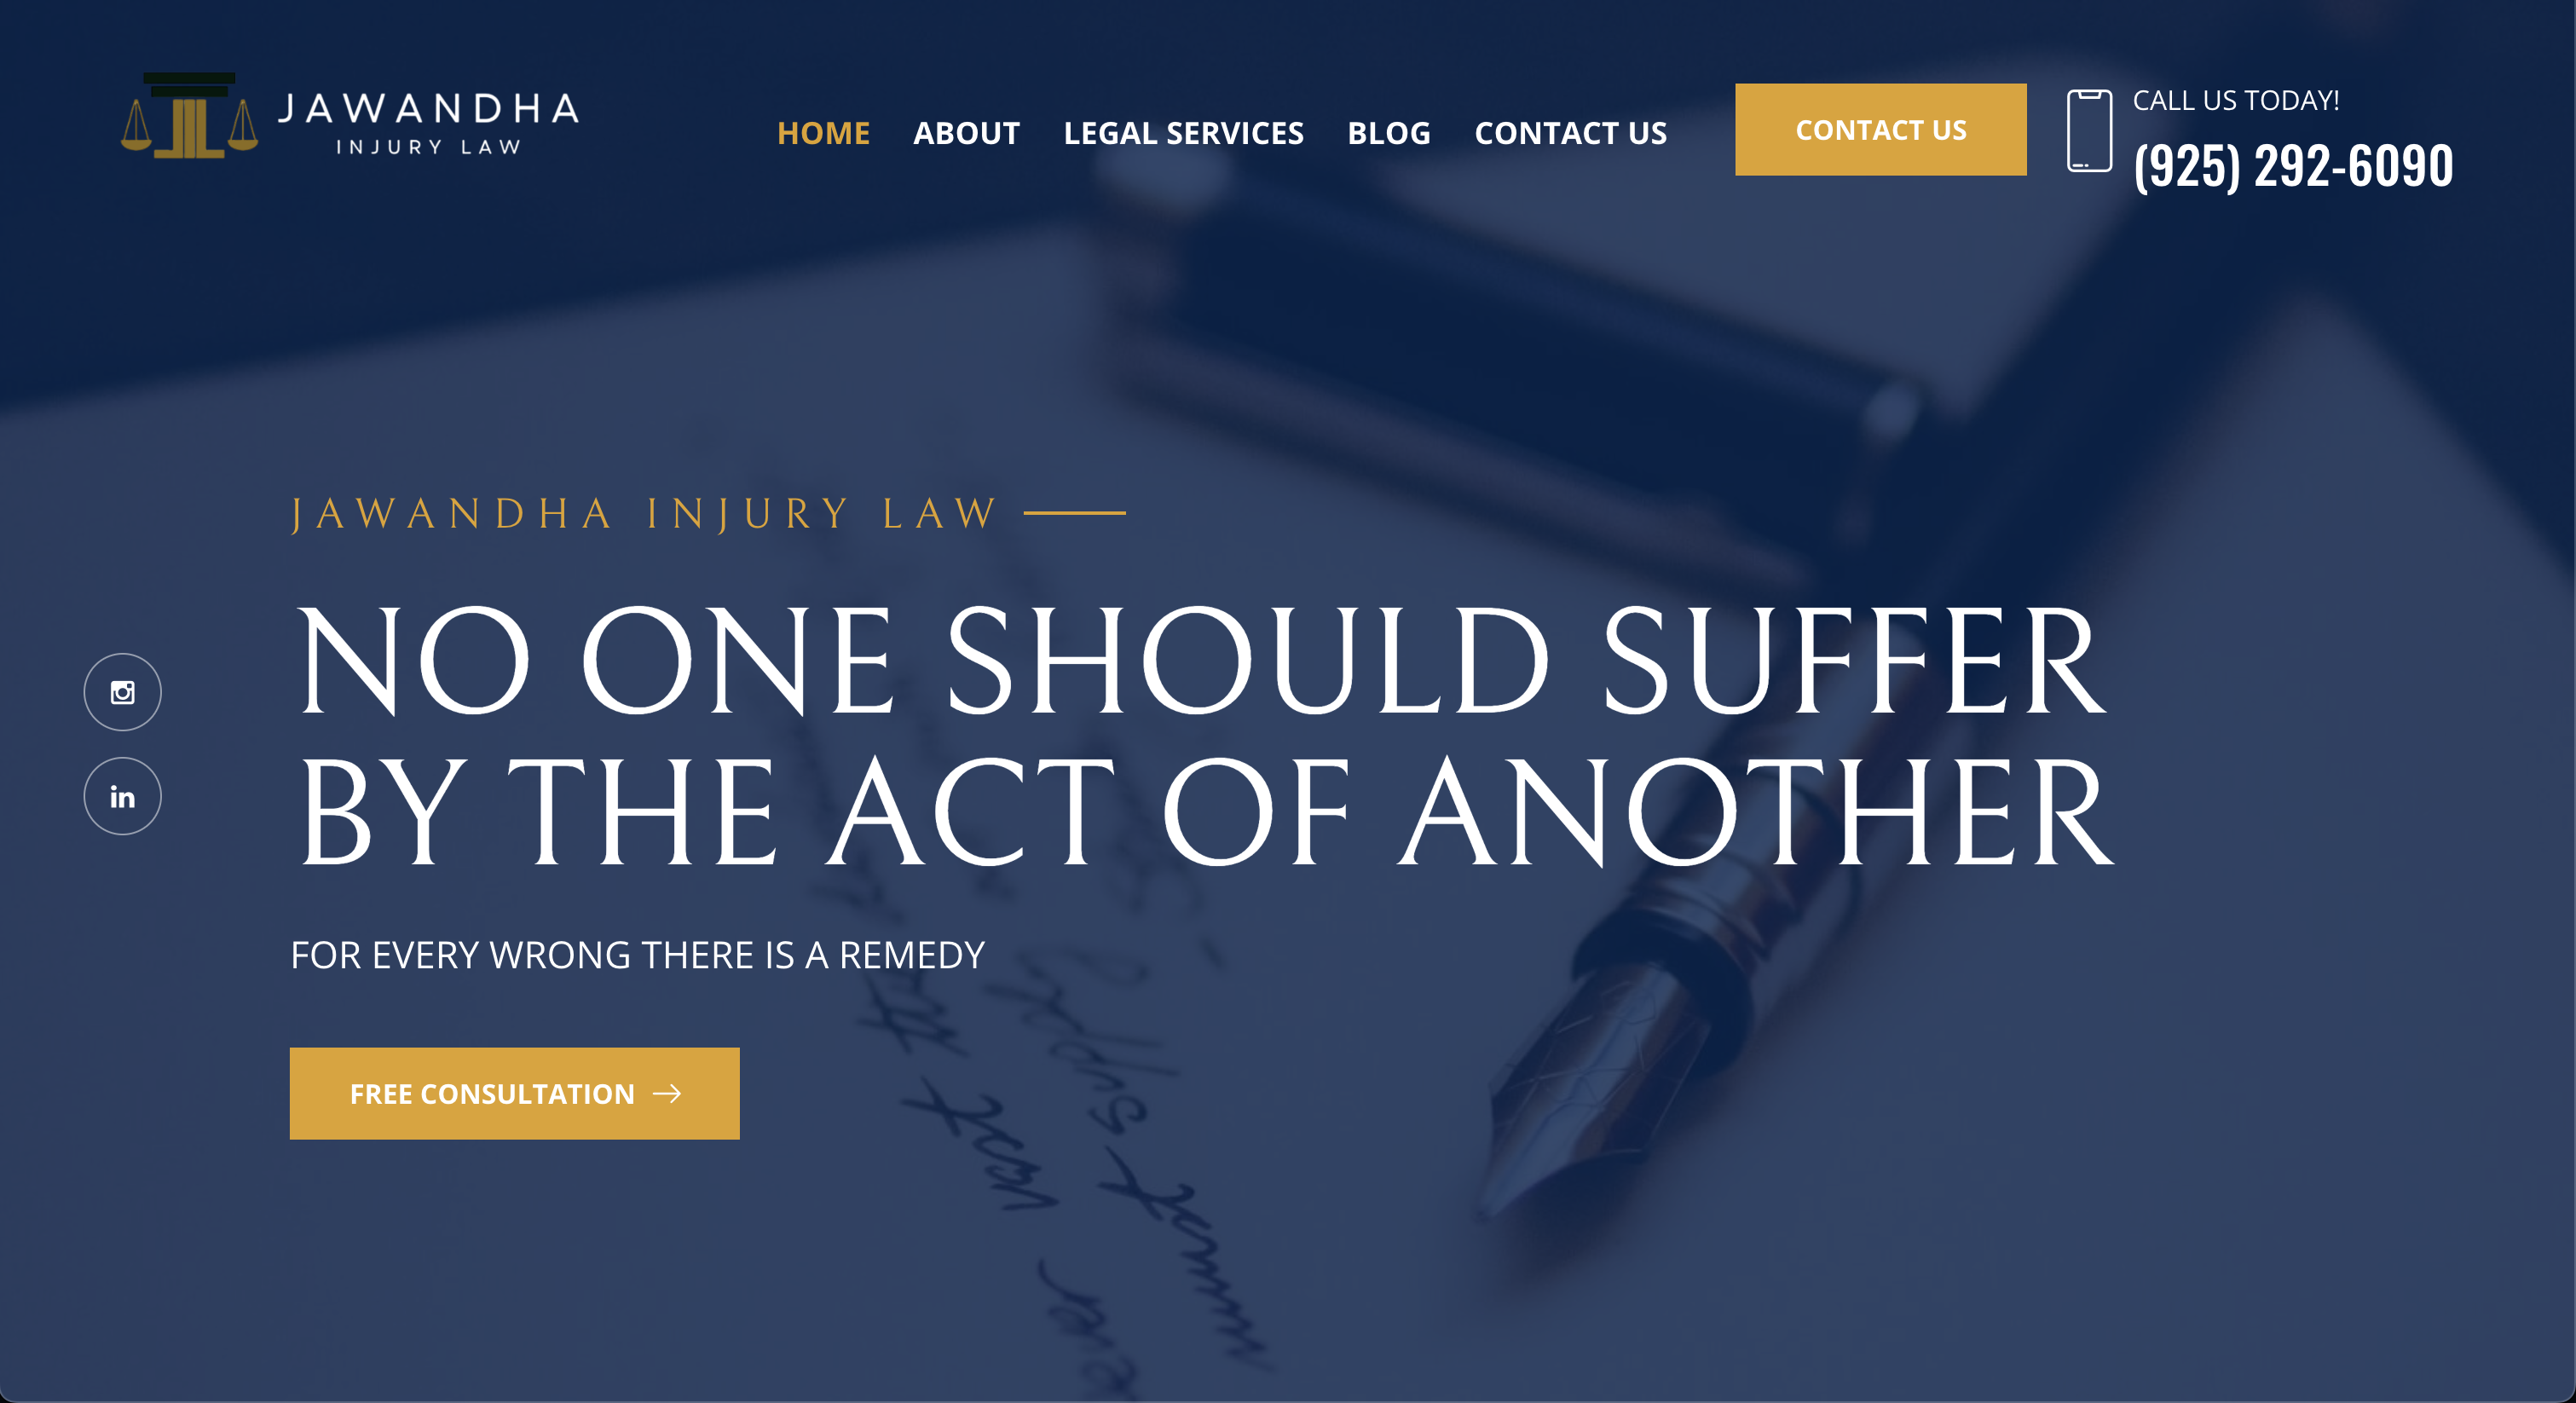 JAWANDHA
INJURY LAW
HOME ABOUT LEGAL SERVICES BLOG CONTACT US
CONTACT US
CALL US TODAY!
(925) 292-6090
JAWANDHA INJURY LAW
NO ONE SHOULD SUFFER
BY THE ACT OF ANOTHER
in
FOR EVERY WRONG THERE IS A REMEDY
FREE CONSULTATION →